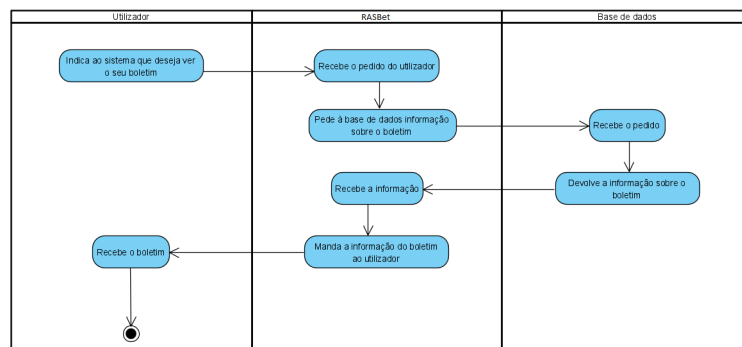 Utilizador
RASBet
Base de dados
Indica ao sistema que deseja ver
o seu boletim
Recebe o pedido do utilizador
Pede à base de dados informação
sobre o boletim
Recebe o pedido
Devolve a informação sobre o
boletim
Recebe a informação
Manda a informação do boletim
ao utilizador
Recebe o boletim